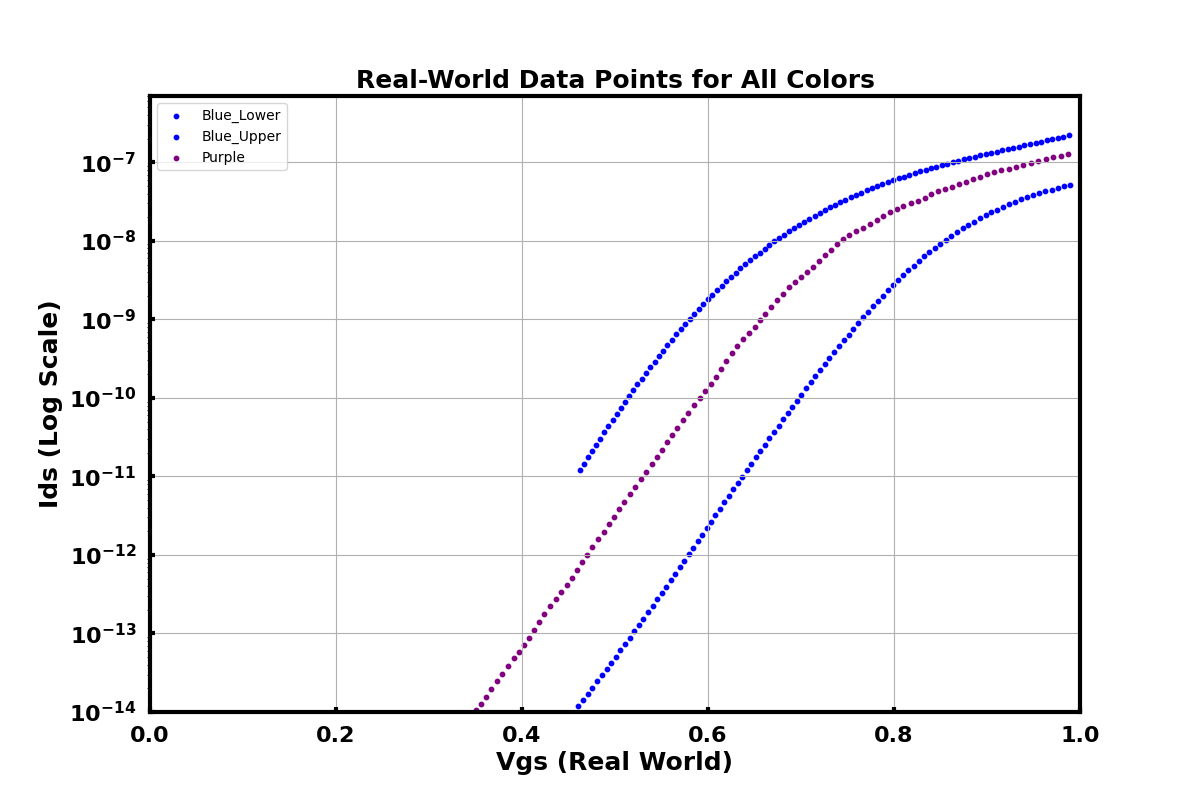 Real-World Data Points for All Colors
Blue_Lower
Blue_Upper
Purple
10⁻⁷
10⁻⁸
10⁻⁹
10⁻¹⁰
10⁻¹¹
10⁻¹²
10⁻¹³
10⁻¹⁴
Ids (Log Scale)
0.0 0.2 0.4 0.6 0.8 1.0
Vgs (Real World)